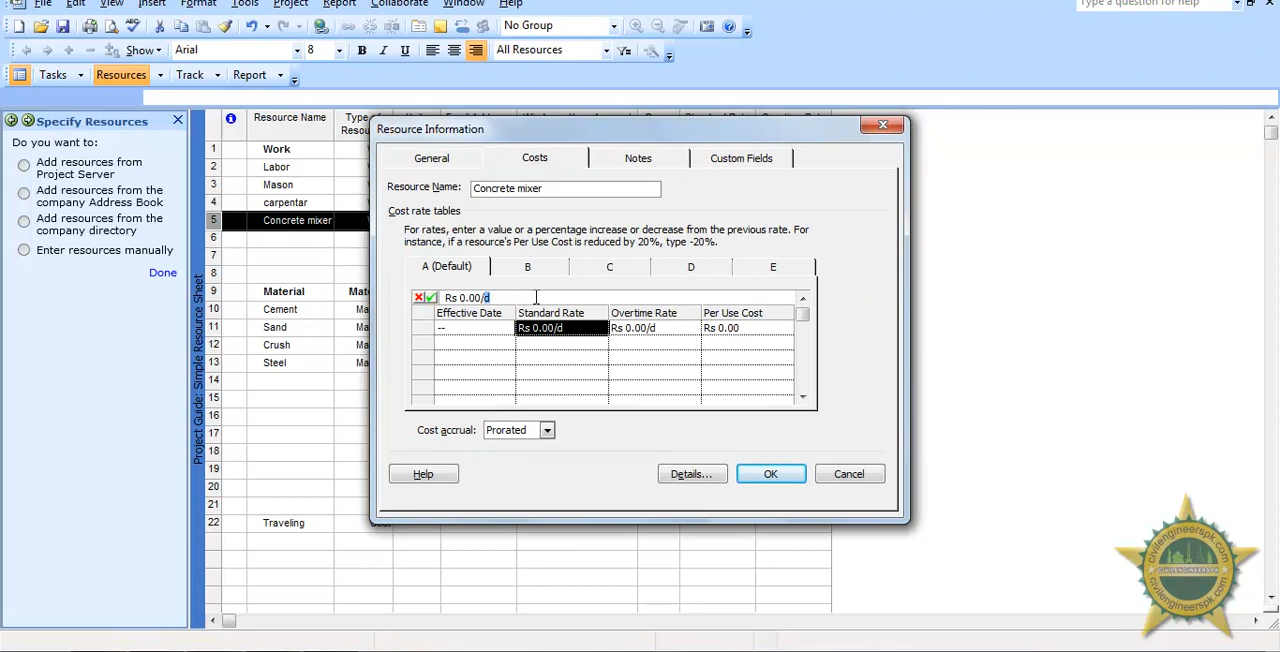 File Edit View Insert Format Tools Project Report Collaborate Window Help
Type a question for help
No Group
Show Arial 8 B I U All Resources
Tasks Resources Track Report
Specify Resources
Do you want to:
Add resources from
Project Server
Add resources from the
company Address Book
Add resources from the
company directory
Enter resources manually
Done
Project Guide: Simple Resource Sheet
Resource Name
1 Work
2 Labor
3 Mason
4 carpentar
5 Concrete mixer
6
7
8
9 Material
10 Cement
11 Sand
12 Crush
13 Steel
14
15
16
17
18
19
20
21
22 Traveling
Resource Information
General Costs Notes Custom Fields
Resource Name: Concrete mixer
Cost rate tables
For rates, enter a value or a percentage increase or decrease from the previous rate. For
instance, if a resource's Per Use Cost is reduced by 20%, type -20%.
A (Default) B C D E
Rs 0.00/d
Effective Date Standard Rate Overtime Rate Per Use Cost
-- Rs 0.00/d Rs 0.00/d Rs 0.00
Cost accrual: Prorated
Help Details... OK Cancel
civilengineerspk.com
CIVILENGINEERSPK